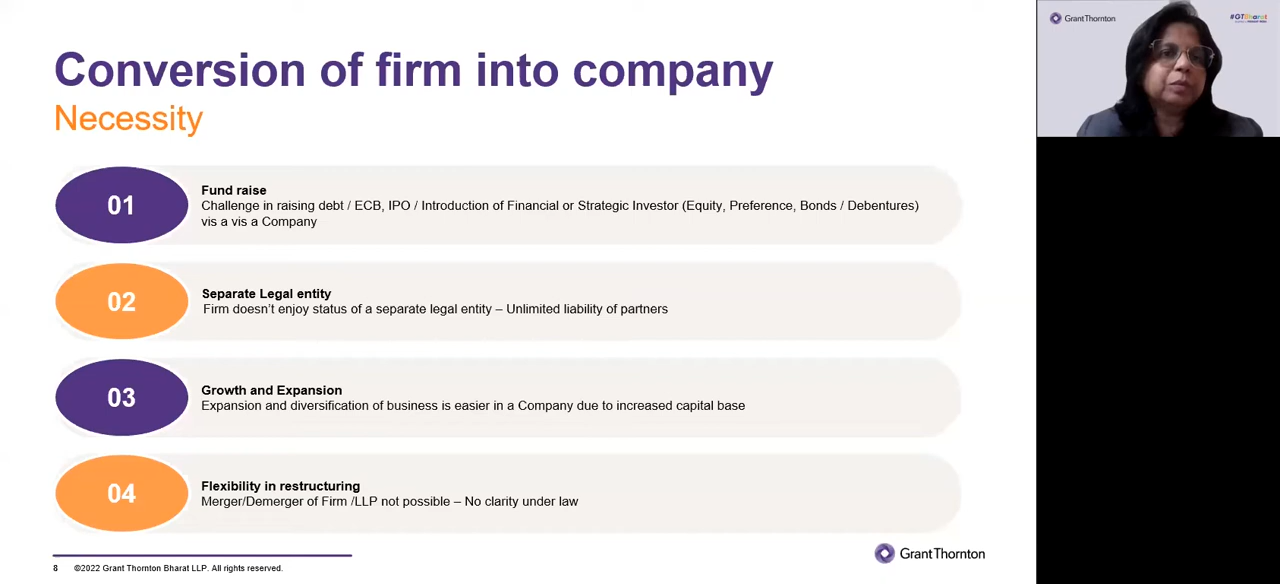 Conversion of firm into company
Necessity
01
Fund raise
Challenge in raising debt / ECB, IPO / Introduction of Financial or Strategic Investor (Equity, Preference, Bonds / Debentures)
vis a vis a Company
02
Separate Legal entity
Firm doesn’t enjoy status of a separate legal entity – Unlimited liability of partners
03
Growth and Expansion
Expansion and diversification of business is easier in a Company due to increased capital base
04
Flexibility in restructuring
Merger/Demerger of Firm /LLP not possible – No clarity under law
8 ©2022 Grant Thornton Bharat LLP. All rights reserved.
GrantThornton
GrantThornton
#GTBharat